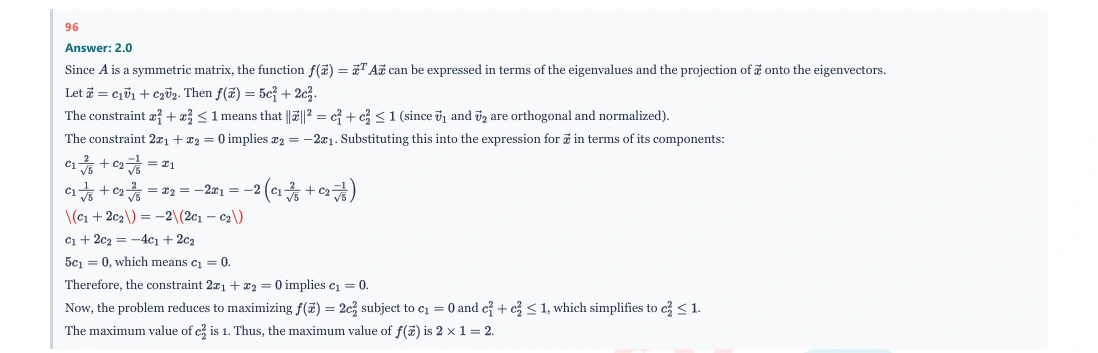 96
Answer: 2.0
Since A is a symmetric matrix, the function f(x⃗) = x⃗ᵀAx⃗ can be expressed in terms of the eigenvalues and the projection of x⃗ onto the eigenvectors.
Let x⃗ = c₁v⃗₁ + c₂v⃗₂. Then f(x⃗) = 5c₁² + 2c₂².
The constraint x₁² + x₂² ≤ 1 means that ‖x⃗‖² = c₁² + c₂² ≤ 1 (since v⃗₁ and v⃗₂ are orthogonal and normalized).
The constraint 2x₁ + x₂ = 0 implies x₂ = −2x₁. Substituting this into the expression for x⃗ in terms of its components:
c₁ 2/√5 + c₂ −1/√5 = x₁
c₁ 1/√5 + c₂ 2/√5 = x₂ = −2x₁ = −2 (c₁ 2/√5 + c₂ −1/√5)
\(c₁ + 2c₂\) = −2\(2c₁ − c₂\)
c₁ + 2c₂ = −4c₁ + 2c₂
5c₁ = 0, which means c₁ = 0.
Therefore, the constraint 2x₁ + x₂ = 0 implies c₁ = 0.
Now, the problem reduces to maximizing f(x⃗) = 2c₂² subject to c₁ = 0 and c₁² + c₂² ≤ 1, which simplifies to c₂² ≤ 1.
The maximum value of c₂² is 1. Thus, the maximum value of f(x⃗) is 2 × 1 = 2.